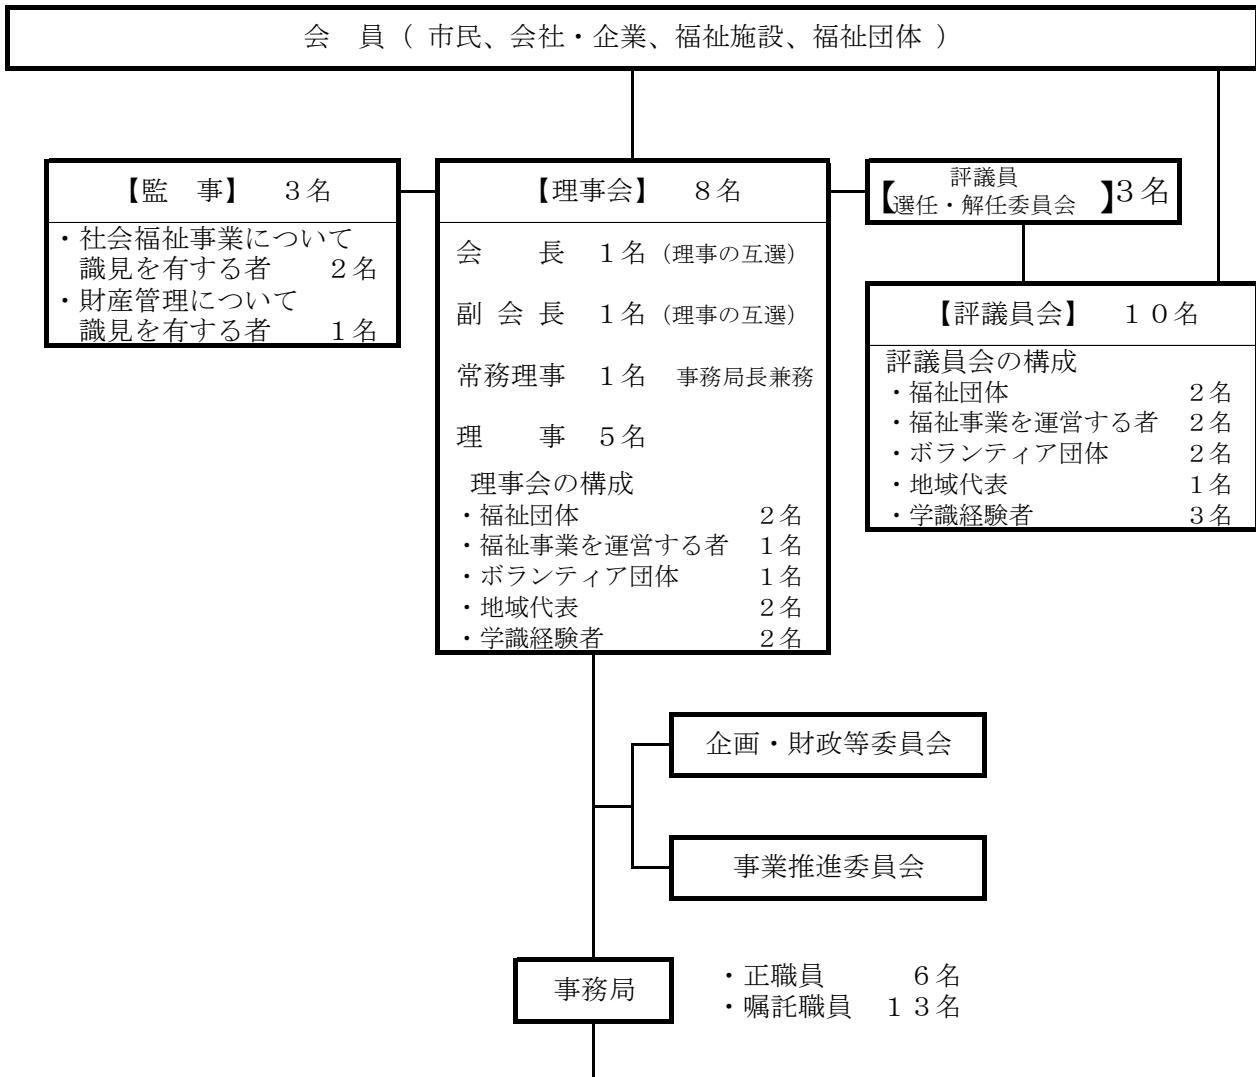 会　員（ 市民、会社・企業、福祉施設、福祉団体 ）
【監　事】　３名
・社会福祉事業について
識見を有する者　　２名
・財産管理について
識見を有する者　　１名
【理事会】　８名
会　　長　１名（理事の互選）
副 会 長　１名（理事の互選）
常務理事　１名　事務局長兼務
理　　事　５名
理事会の構成
・福祉団体　２名
・福祉事業を運営する者　１名
・ボランティア団体　１名
・地域代表　２名
・学識経験者　２名
【評議員
選任・解任委員会】３名
【評議員会】　１０名
評議員会の構成
・福祉団体　２名
・福祉事業を運営する者　２名
・ボランティア団体　２名
・地域代表　１名
・学識経験者　３名
企画・財政等委員会
事業推進委員会
事務局
・正職員　６名
・嘱託職員　１３名